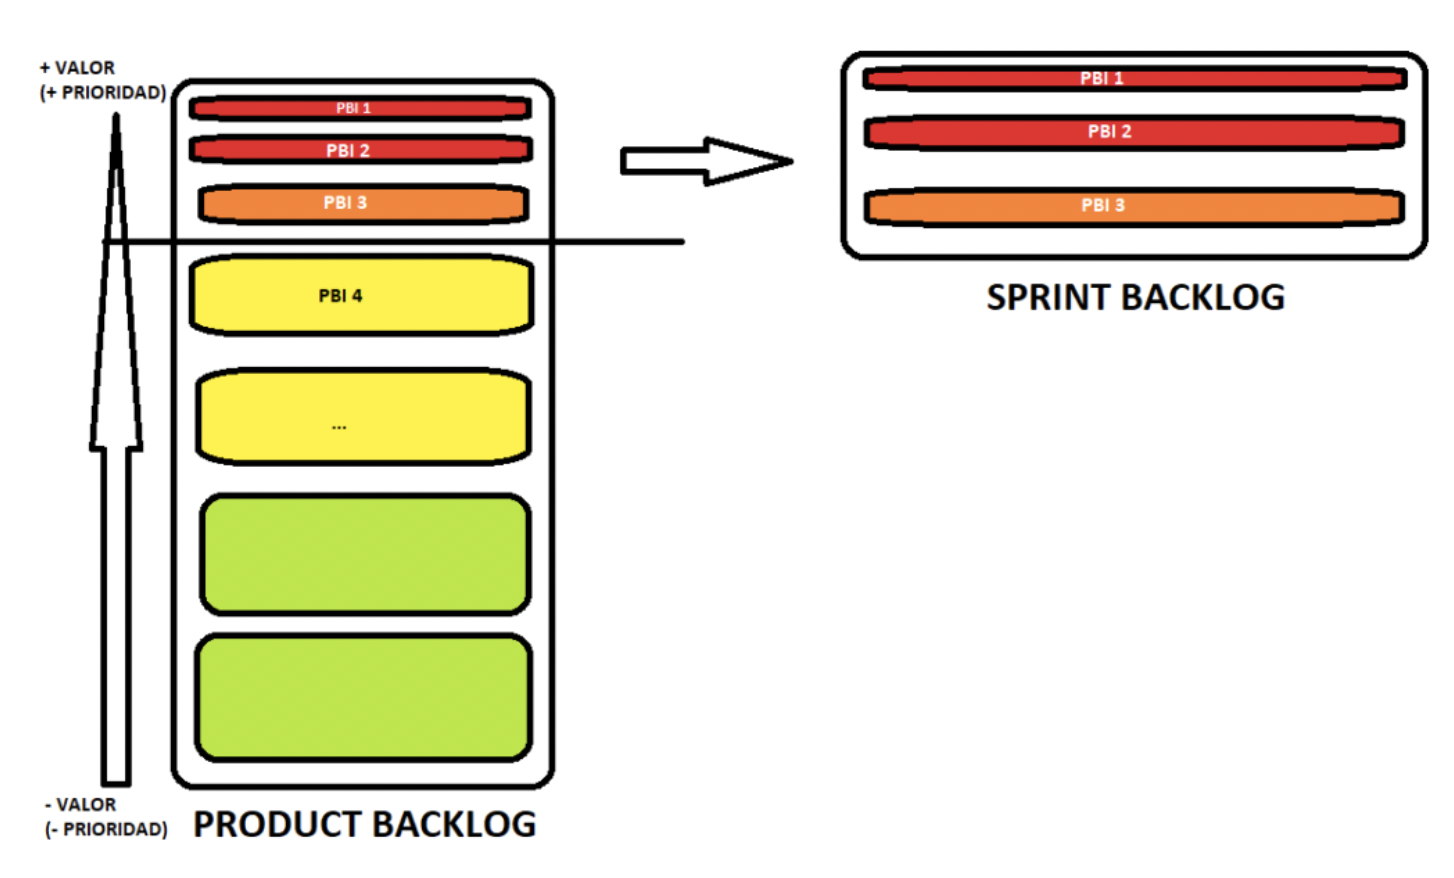 + VALOR
(+ PRIORIDAD)
PBI 1
PBI 2
PBI 3
PBI 4
...
- VALOR
(- PRIORIDAD)
PRODUCT BACKLOG
PBI 1
PBI 2
PBI 3
SPRINT BACKLOG